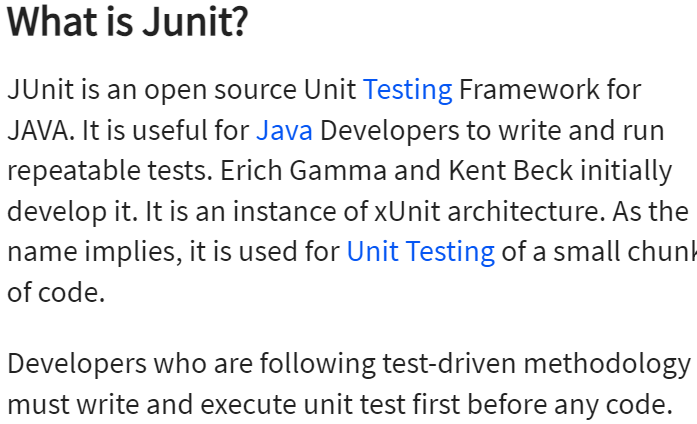 What is Junit?
JUnit is an open source Unit Testing Framework for
JAVA. It is useful for Java Developers to write and run
repeatable tests. Erich Gamma and Kent Beck initially
develop it. It is an instance of xUnit architecture. As the
name implies, it is used for Unit Testing of a small chunk
of code.
Developers who are following test-driven methodology
must write and execute unit test first before any code.